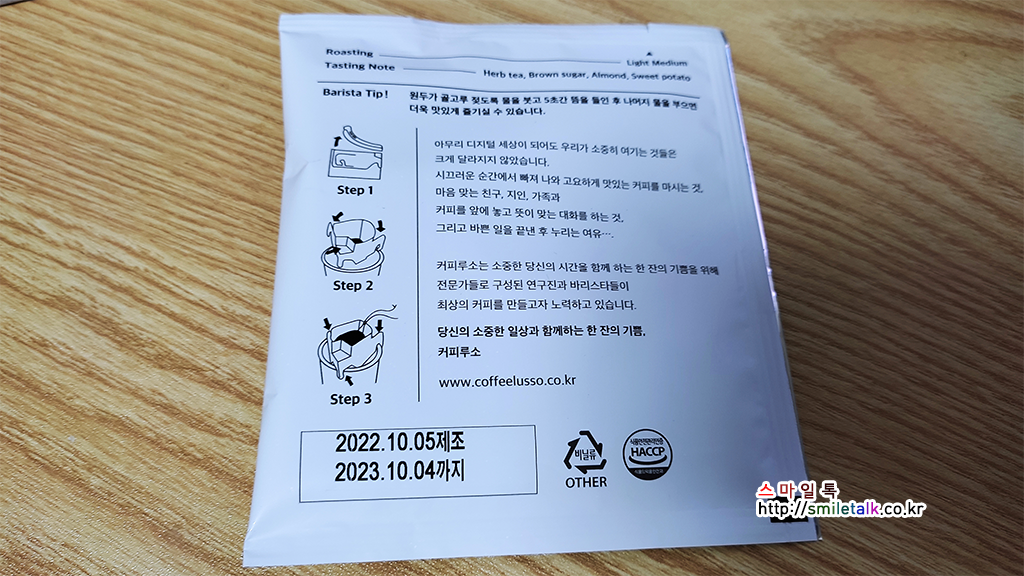 Roasting Light Medium
Tasting Note Herb tea, Brown sugar, Almond, Sweet potato
Barista Tip! 원두가 골고루 젖도록 물을 붓고 5초간 뜸을 들인 후 나머지 물을 부으면
더욱 맛있게 즐기실 수 있습니다.
아무리 디지털 세상이 되어도 우리가 소중히 여기는 것들은
크게 달라지지 않았습니다.
시끄러운 순간에서 빠져 나와 고요하게 맛있는 커피를 마시는 것,
마음 맞는 친구, 지인, 가족과
커피를 앞에 놓고 뜻이 맞는 대화를 하는 것,
그리고 바쁜 일을 끝낸 후 누리는 여유….
커피루소는 소중한 당신의 시간을 함께 하는 한 잔의 기쁨을 위해
전문가들로 구성된 연구진과 바리스타들이
최상의 커피를 만들고자 노력하고 있습니다.
당신의 소중한 일상과 함께하는 한 잔의 기쁨,
커피루소
www.coffeelusso.co.kr
Step 1
Step 2
Step 3
2022.10.05제조
2023.10.04까지
비닐류
OTHER
HACCP
스마일톡
http://smiletalk.co.kr